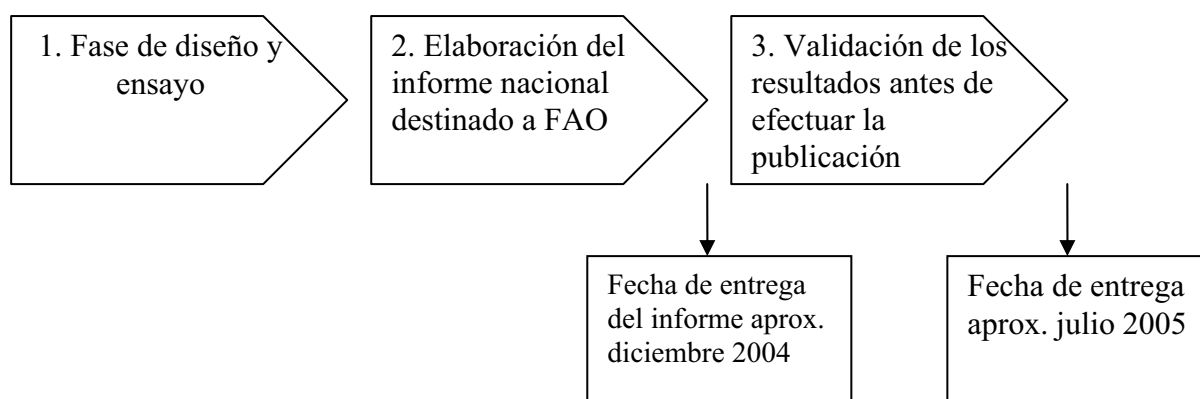 1. Fase de diseño y
ensayo
2. Elaboración del
informe nacional
destinado a FAO
3. Validación de los
resultados antes de
efectuar la
publicación
Fecha de entrega
del informe aprox.
diciembre 2004
Fecha de entrega
aprox. julio 2005